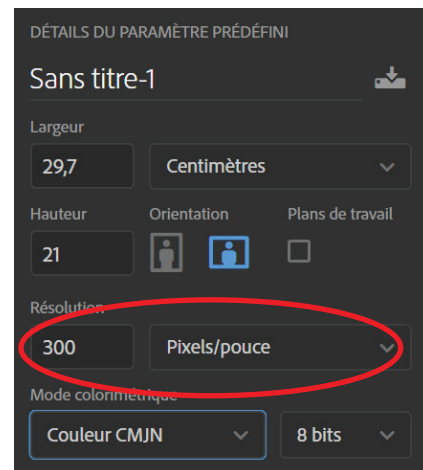 DÉTAILS DU PARAMÈTRE PRÉDÉFINI
Sans titre-1
Largeur
29,7 Centimètres
Hauteur Orientation Plans de travail
21
Résolution
300 Pixels/pouce
Mode colorimétrique
Couleur CMJN 8 bits